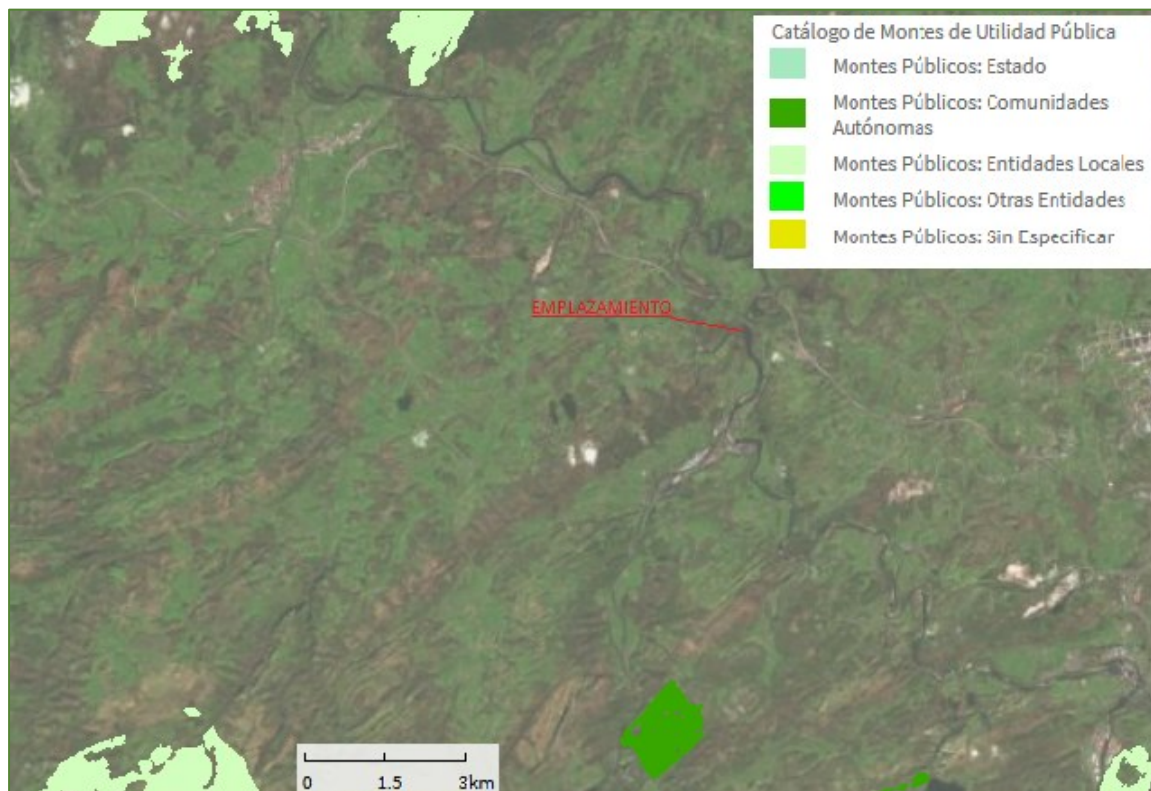 Catálogo de Montes de Utilidad Pública
Montes Públicos: Estado
Montes Públicos: Comunidades
Autónomas
Montes Públicos: Entidades Locales
Montes Públicos: Otras Entidades
Montes Públicos: Sin Especificar
EMPLAZAMIENTO
0 1.5 3km